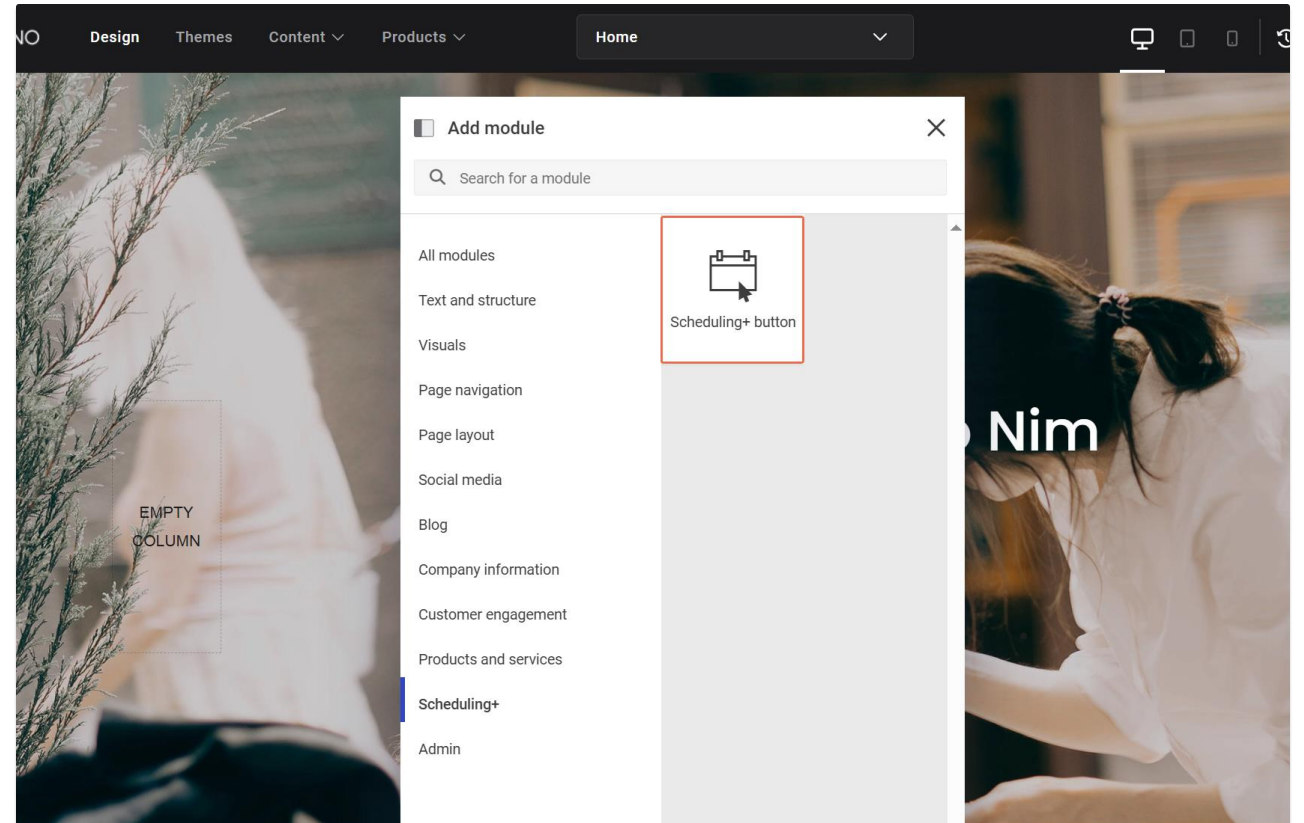 NO
Design
Themes
Content
Products
Home
Add module
Search for a module
All modules
Text and structure
Visuals
Page navigation
Page layout
Social media
Blog
Company information
Customer engagement
Products and services
Scheduling+
Admin
Scheduling+ button
Nim
EMPTY
COLUMN